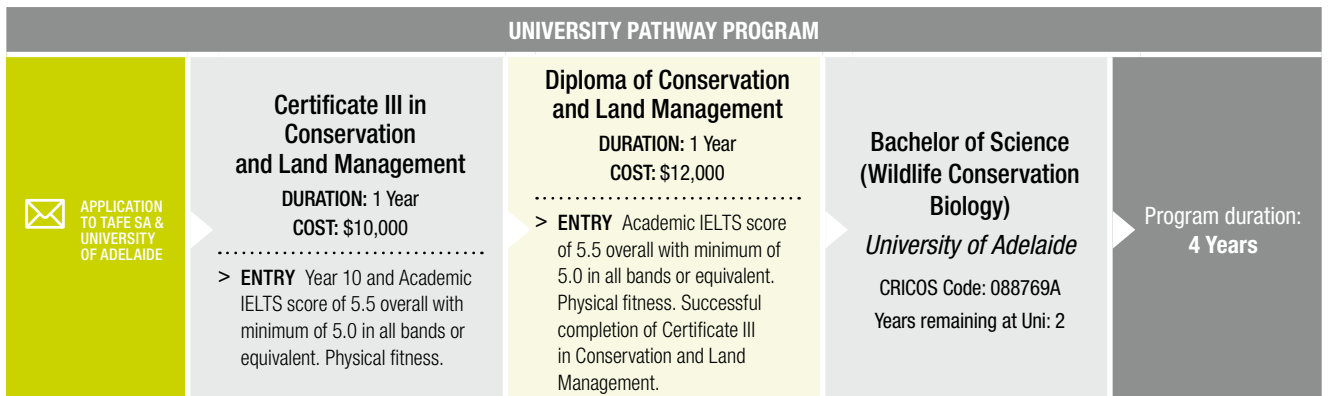 UNIVERSITY PATHWAY PROGRAM
APPLICATION
TO TAFE SA &
UNIVERSITY
OF ADELAIDE
Certificate III in
Conservation
and Land Management
DURATION: 1 Year
COST: $10,000
> ENTRY Year 10 and Academic
IELTS score of 5.5 overall with
minimum of 5.0 in all bands or
equivalent. Physical fitness.
Diploma of Conservation
and Land Management
DURATION: 1 Year
COST: $12,000
> ENTRY Academic IELTS score
of 5.5 overall with minimum of
5.0 in all bands or equivalent.
Physical fitness. Successful
completion of Certificate III
in Conservation and Land
Management.
Bachelor of Science
(Wildlife Conservation
Biology)
University of Adelaide
CRICOS Code: 088769A
Years remaining at Uni: 2
Program duration:
4 Years